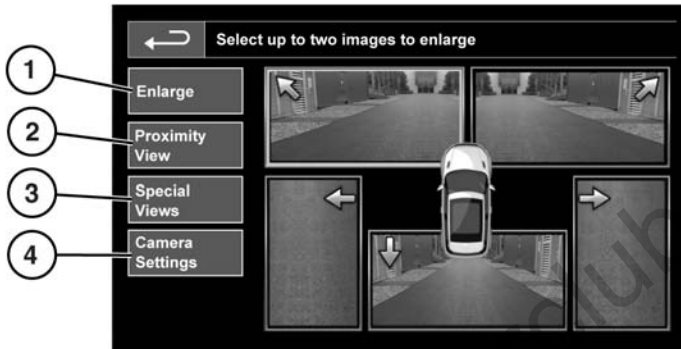 Select up to two images to enlarge
1
Enlarge
2
Proximity
View
3
Special
Views
4
Camera
Settings